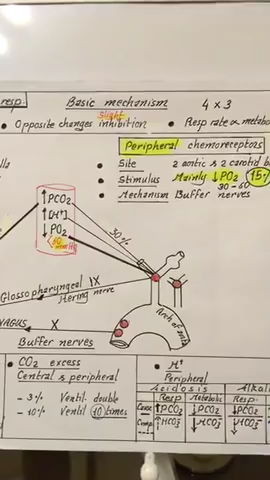 resp.
Basic mechanism 4 x 3
slight
• Opposite changes inhibition • Resp rate ∝ metabo
Peripheral chemoreceptors
• Site 2 aortic & 2 carotid b
• Stimulus Mainly ↓PO2 15%
30 - 60
• Mechanism Buffer nerves
↑PCO2
↑[H+]
↓PO2
<60 mmHg
30%
Glossopharyngeal IX
Hering nerve
VAGUS X
Arch of aorta
Buffer nerves
• CO2 excess
Central & peripheral
- 3% Ventil. double
- 10% Ventil 10 times
• H+
Peripheral
Acidosis Alkal
Resp Metabolic Resp.
Cause ↑PCO2 ↓HCO3 ↓PCO2
Comp. ↑HCO3 ↓PCO2 ↓HCO3